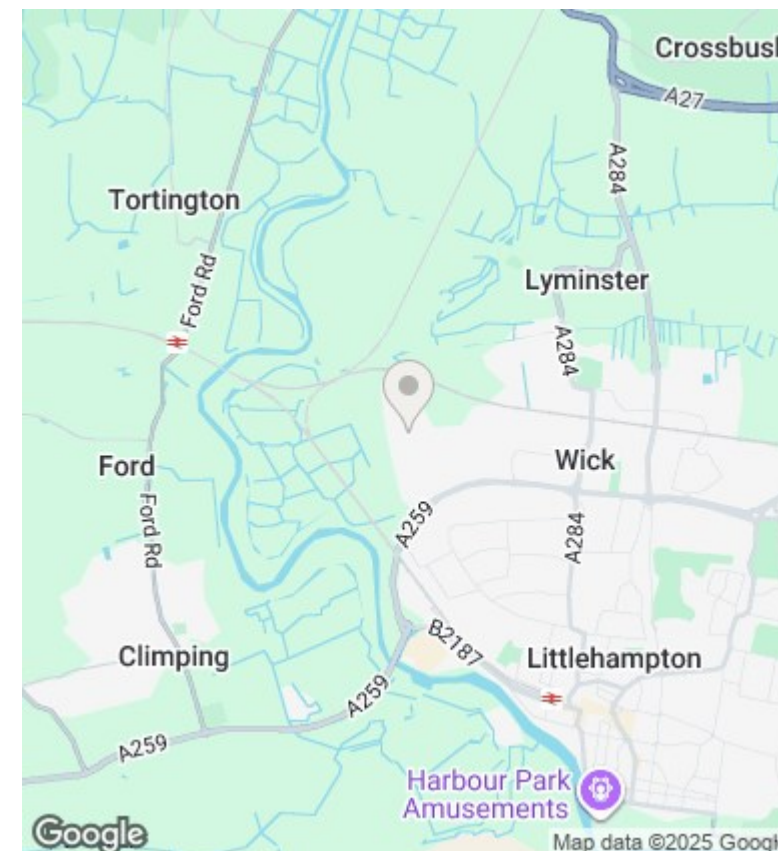 Crossbush
A27
A284
Tortington
Ford Rd
Lyminster
A284
Wick
Ford
Ford Rd
A259
A284
B2187
Climping
Littlehampton
A259
A259
Harbour Park
Amusements
Google
Map data ©2025 Google